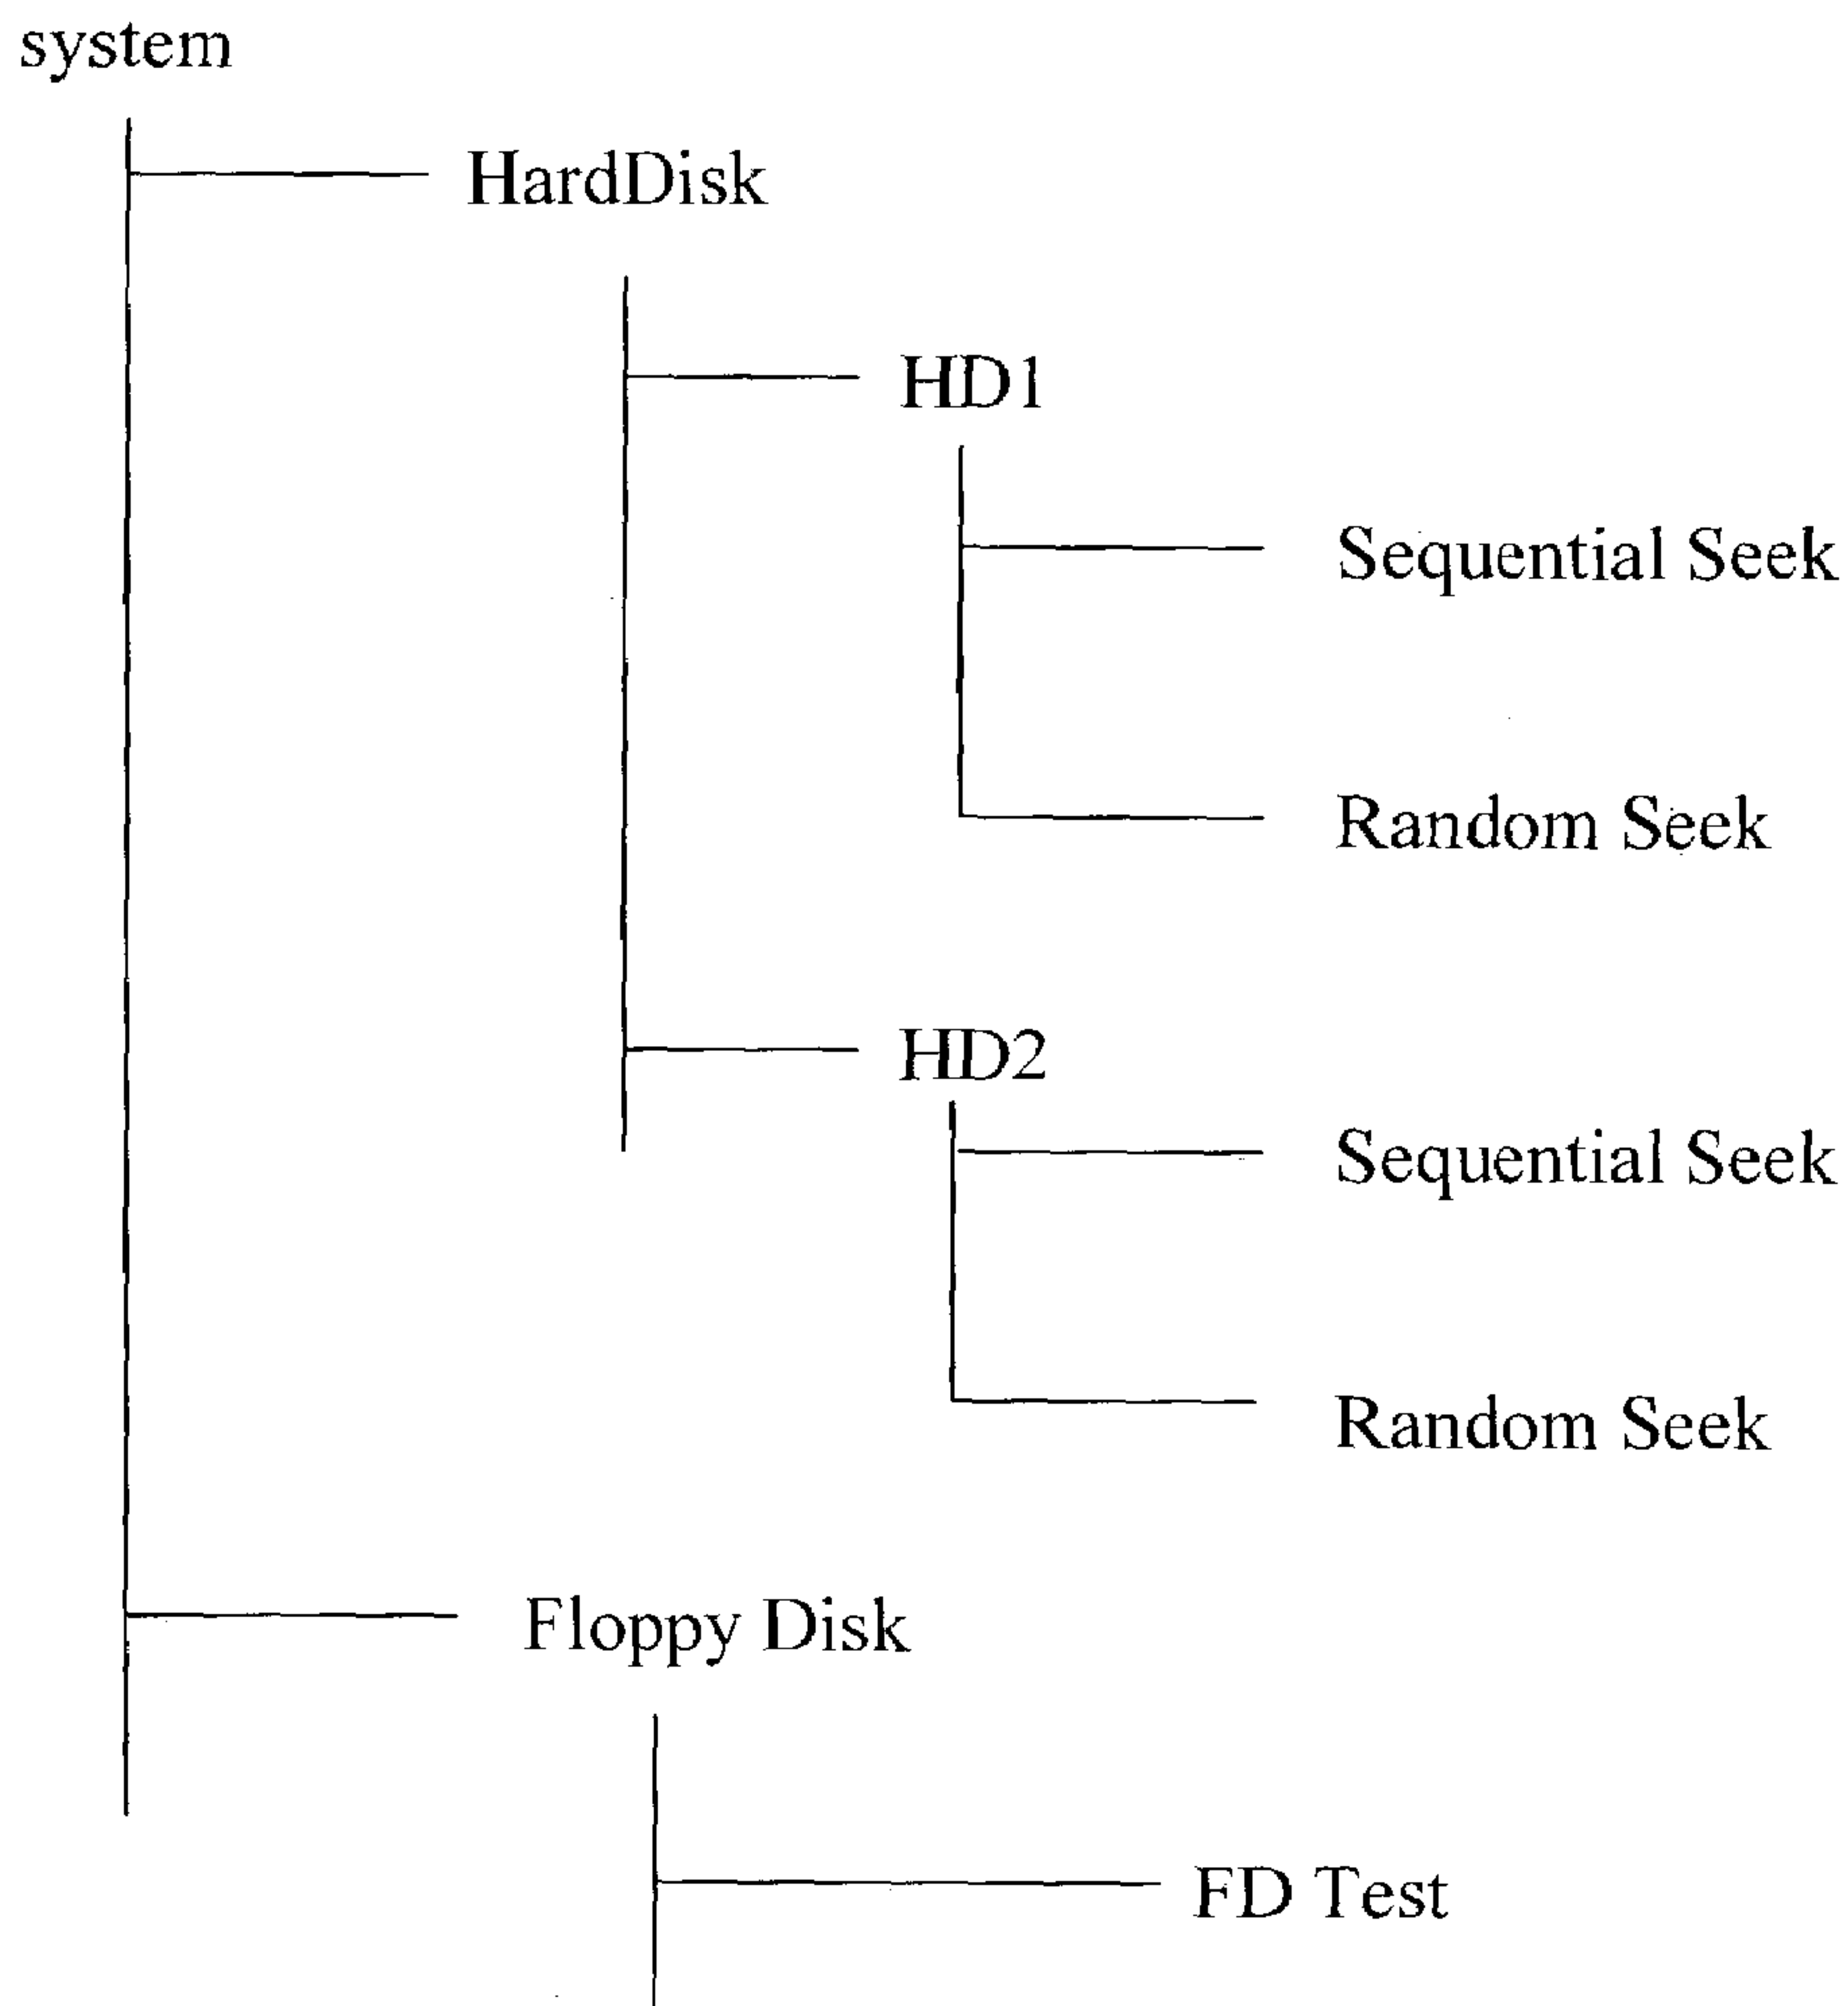 system
HardDisk
HD1
Sequential Seek
Random Seek
HD2
Sequential Seek
Random Seek
Floppy Disk
FD Test